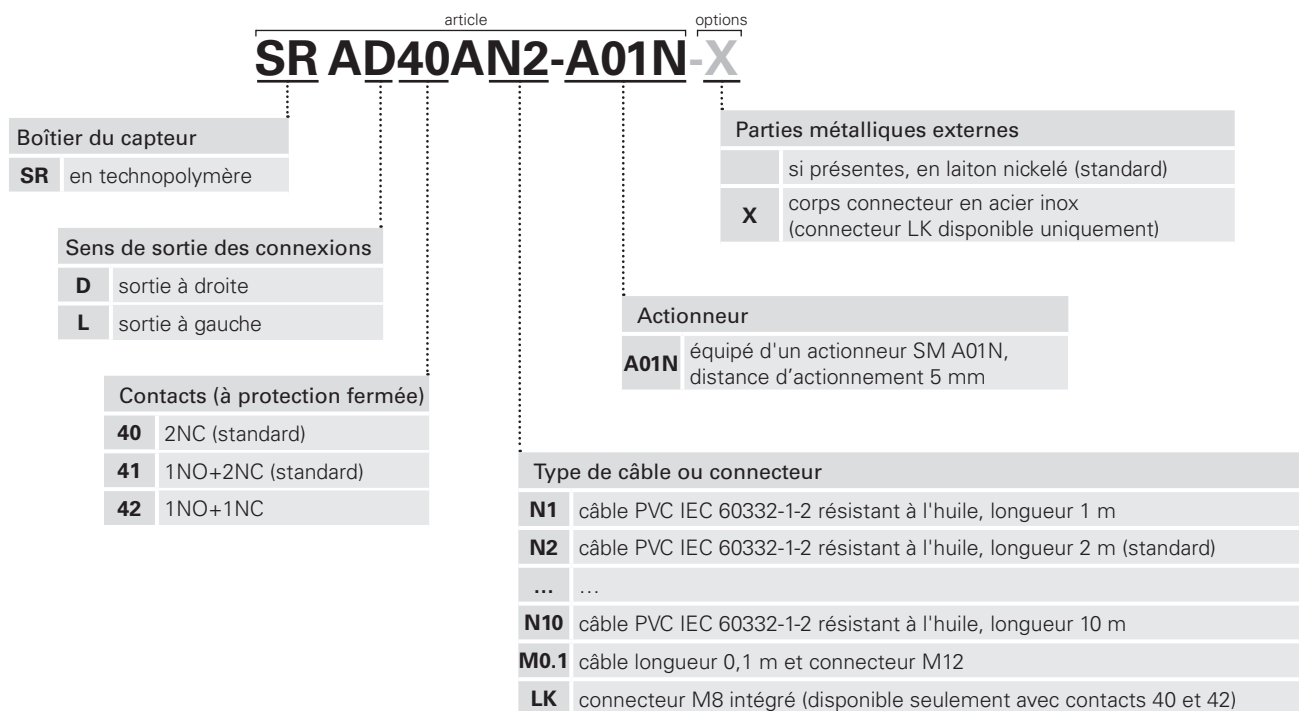 article
options
SR AD40AN2-A01N-X
Boîtier du capteur
SR en technopolymère
Sens de sortie des connexions
D sortie à droite
L sortie à gauche
Contacts (à protection fermée)
40 2NC (standard)
41 1NO+2NC (standard)
42 1NO+1NC
Parties métalliques externes
si présentes, en laiton nickelé (standard)
X corps connecteur en acier inox
(connecteur LK disponible uniquement)
Actionneur
A01N équipé d'un actionneur SM A01N,
distance d’actionnement 5 mm
Type de câble ou connecteur
N1 câble PVC IEC 60332-1-2 résistant à l'huile, longueur 1 m
N2 câble PVC IEC 60332-1-2 résistant à l'huile, longueur 2 m (standard)
... …
N10 câble PVC IEC 60332-1-2 résistant à l'huile, longueur 10 m
M0.1 câble longueur 0,1 m et connecteur M12
LK connecteur M8 intégré (disponible seulement avec contacts 40 et 42)